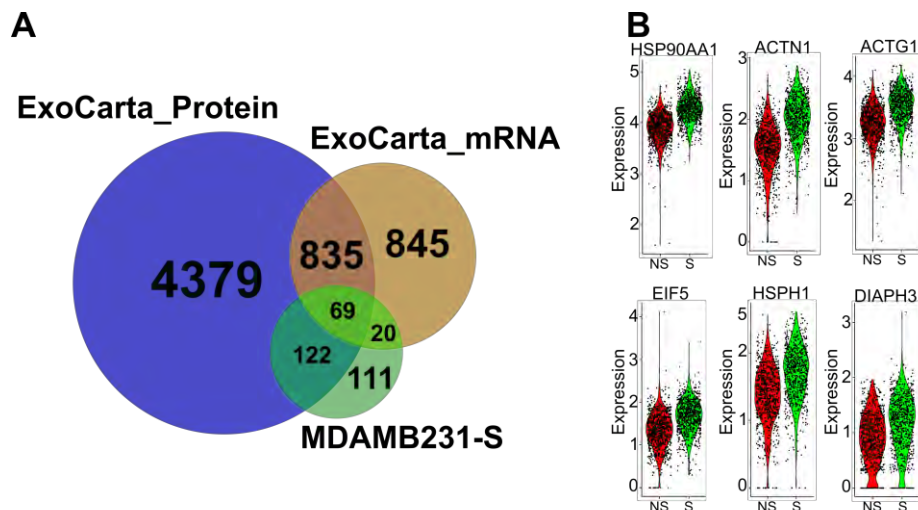 A
ExoCarta_Protein
ExoCarta_mRNA
4379
835
845
69
20
122
111
MDAMB231-S
B
HSP90AA1
ACTN1
ACTG1
Expression
5
4
3
2
NS
S
Expression
3
2
1
0
NS
S
Expression
4
3
2
NS
S
EIF5
HSPH1
DIAPH3
Expression
4
3
2
1
0
NS
S
Expression
5
2
1
0
NS
S
Expression
3
2
1
0
NS
S